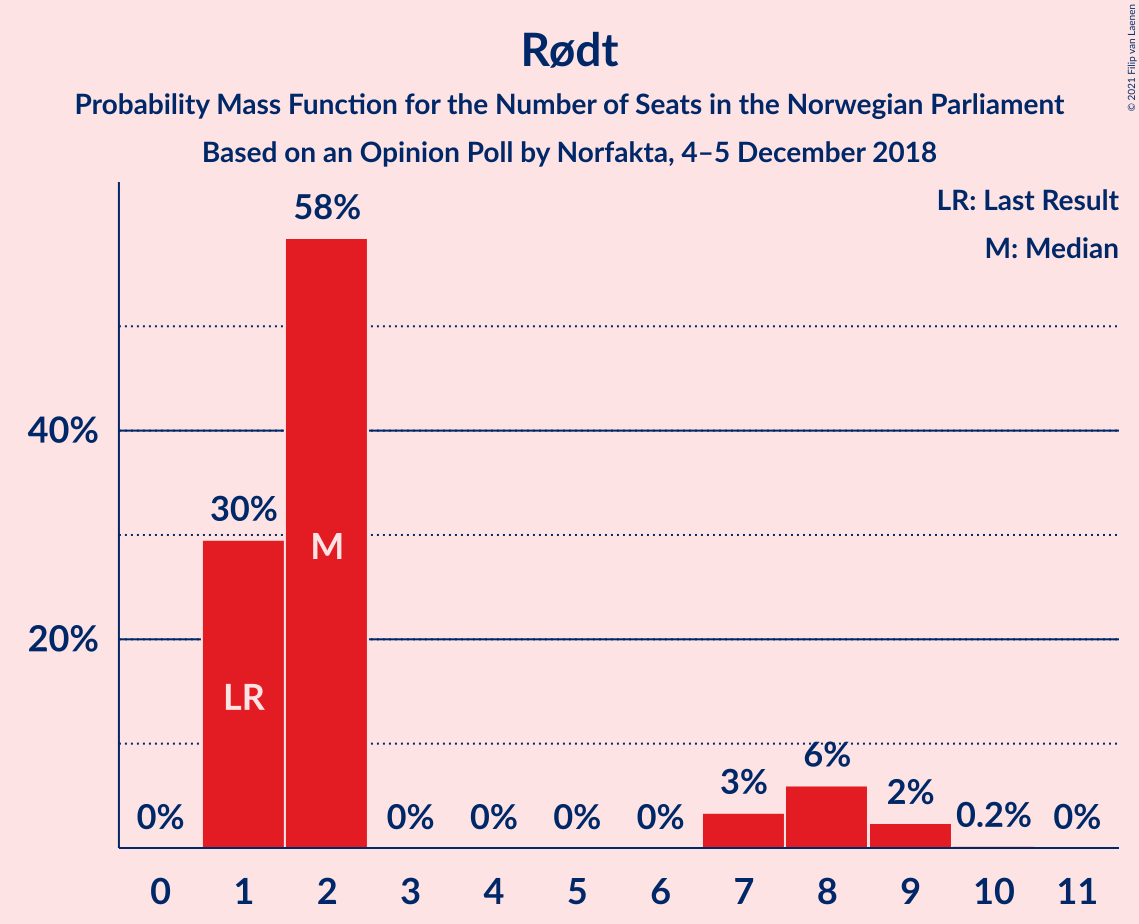 © 2021 Filip van Laenen
Rødt
Probability Mass Function for the Number of Seats in the Norwegian Parliament
Based on an Opinion Poll by Norfakta, 4–5 December 2018
LR: Last Result
M: Median
58%
40%
30%
M
20%
LR
6%
3%
2%
0% 0% 0% 0% 0% 0.2% 0%
0 1 2 3 4 5 6 7 8 9 10 11